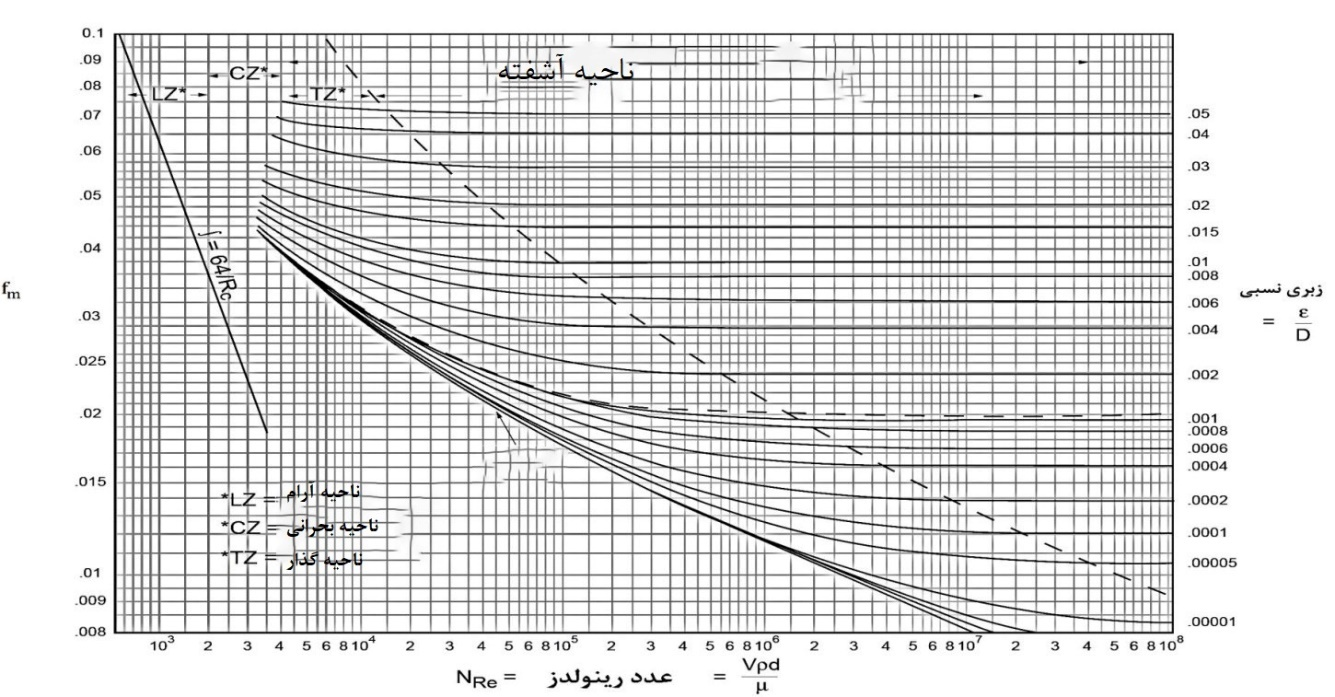 ناحیه آشفته
CZ*
LZ*
TZ*
0.1
.09
.08
.07
.06
.05
.04
.03
.025
.02
.015
.01
.009
.008
fm
ƒ = 64/Rc
.05
.04
.03
.02
.015
.01
.008
.006
.004
.002
.001
.0008
.0006
.0004
.0002
.0001
.00005
.00001
زبری نسبی
= ε/D
*LZ = ناحیه آرام
*CZ = ناحیه بحرانی
*TZ = ناحیه گذار
10³ 2 3 4 5 6 8 10⁴ 2 3 4 5 6 8 10⁵ 2 3 4 5 6 8 10⁶ 2 3 4 5 6 8 10⁷ 2 3 4 5 6 8 10⁸
NRe = عدد رینولدز = Vρd/μ